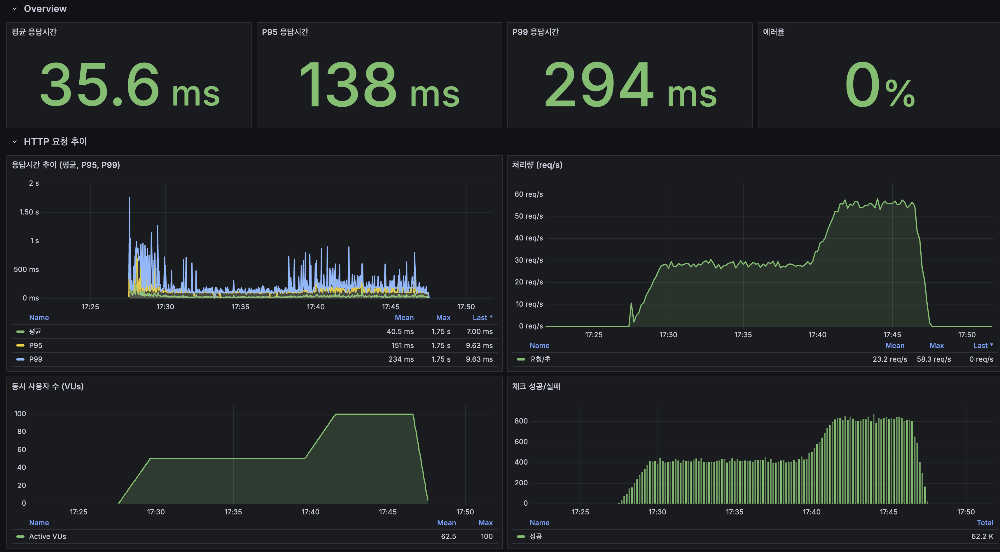 Overview
평균 응답시간
P95 응답시간
P99 응답시간
에러율
35.6 ms
138 ms
294 ms
0%
HTTP 요청 추이
응답시간 추이 (평균, P95, P99)
2 s
1.50 s
1 s
500 ms
0 ms
17:25 17:30 17:35 17:40 17:45 17:50
Name Mean Max Last *
평균 40.5 ms 1.75 s 7.00 ms
P95 151 ms 1.75 s 9.63 ms
P99 234 ms 1.75 s 9.63 ms
처리량 (req/s)
60 req/s
50 req/s
40 req/s
30 req/s
20 req/s
10 req/s
0 req/s
17:25 17:30 17:35 17:40 17:45 17:50
Name Mean Max Last *
요청/초 23.2 req/s 58.3 req/s 0 req/s
동시 사용자 수 (VUs)
100
80
60
40
20
0
17:25 17:30 17:35 17:40 17:45 17:50
Name Mean Max
Active VUs 62.5 100
체크 성공/실패
800
600
400
200
0
17:25 17:30 17:35 17:40 17:45 17:50
Name Total
성공 62.2 K